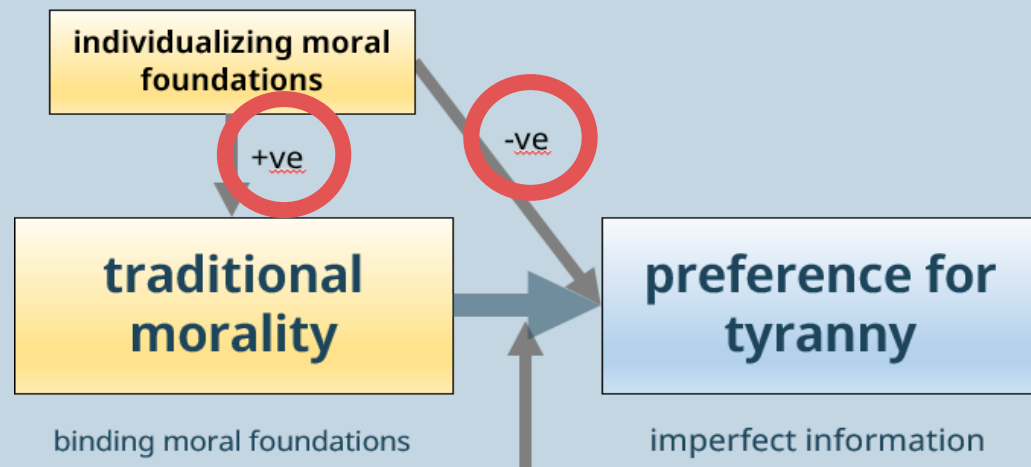 individualizing moral
foundations
+ve
-ve
traditional
morality
preference for
tyranny
binding moral foundations
imperfect information